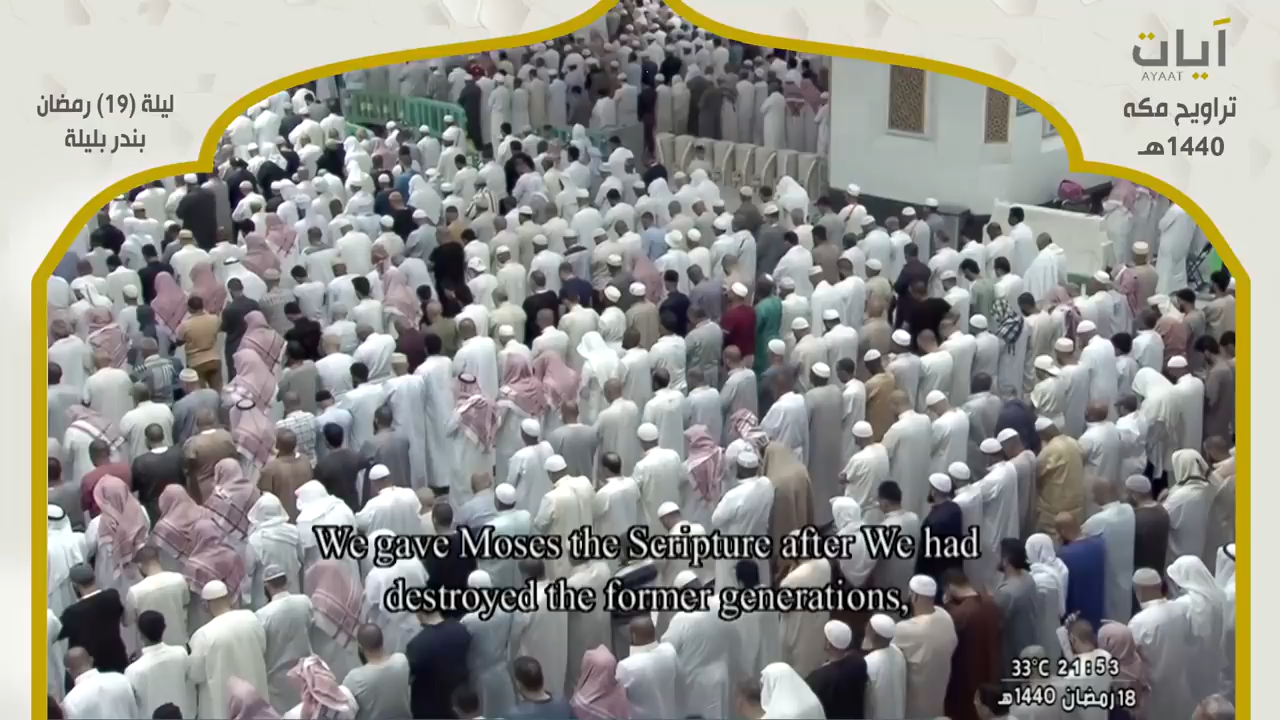 ليلة (19) رمضان
بندر بليلة
آيات
AYAAT
تراويح مكه
1440هـ
We gave Moses the Scripture after We had
destroyed the former generations,
33°C 21:53
18 رمضان 1440هـ